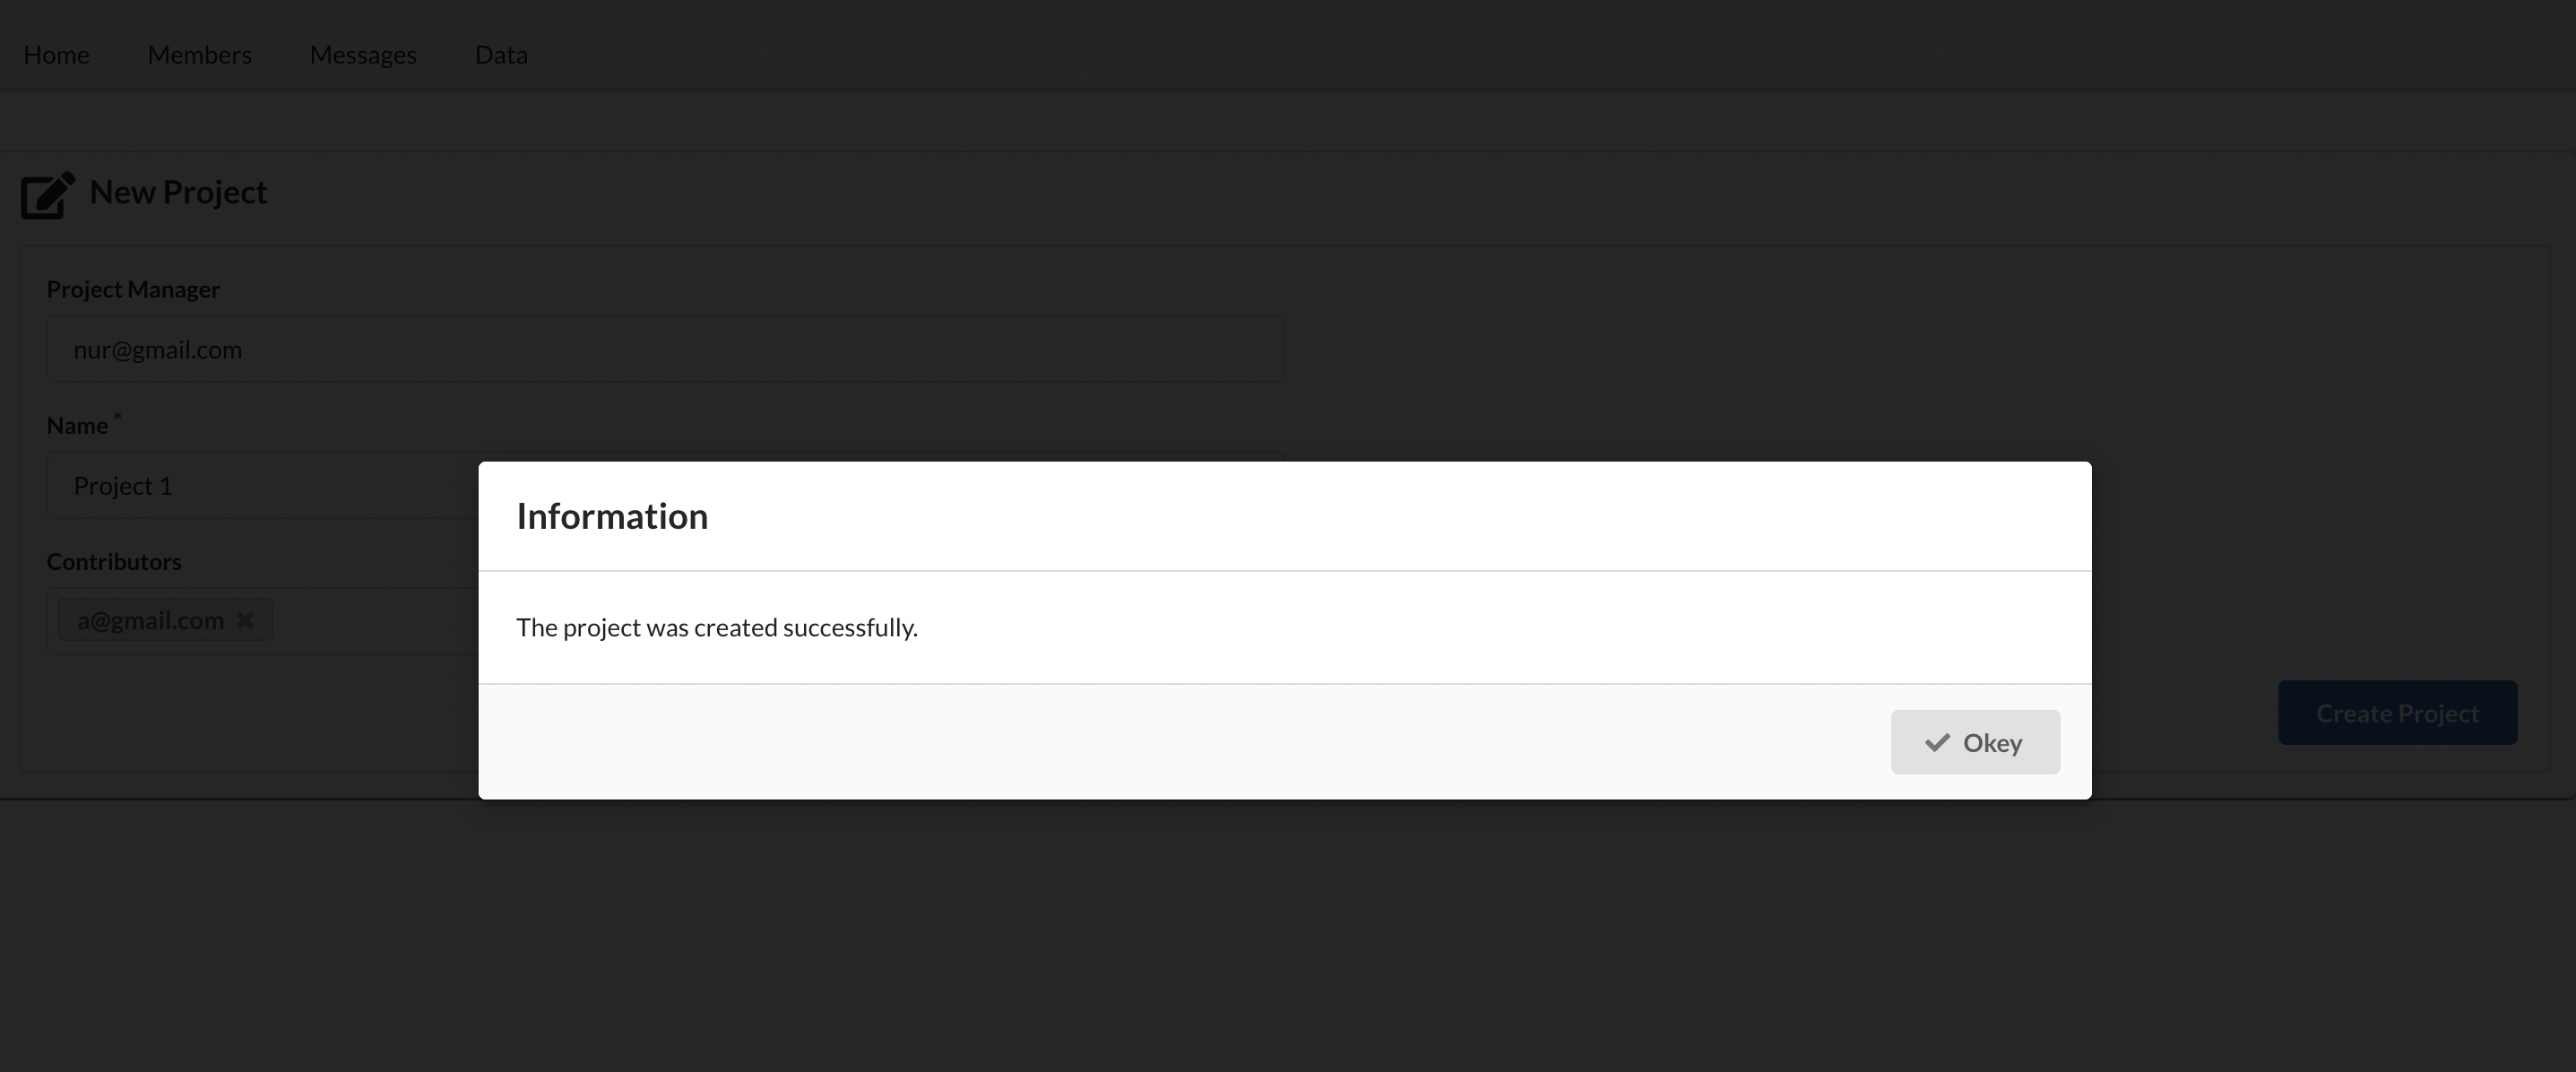 Home Members Messages Data
New Project
Project Manager
nur@gmail.com
Name *
Project 1
Contributors
a@gmail.com
Information
The project was created successfully.
Okey
Create Project